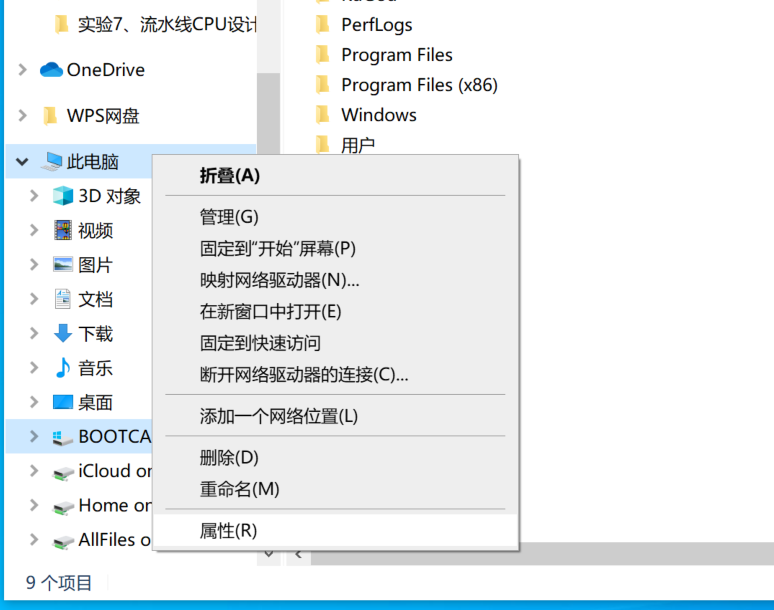 实验7、流水线CPU设计
OneDrive
WPS网盘
此电脑
3D 对象
视频
图片
文档
下载
音乐
桌面
BOOTCA
iCloud on
Home on
AllFiles o
9 个项目
PerfLogs
Program Files
Program Files (x86)
Windows
用户
折叠(A)
管理(G)
固定到"开始"屏幕(P)
映射网络驱动器(N)...
在新窗口中打开(E)
固定到快速访问
断开网络驱动器的连接(C)...
添加一个网络位置(L)
删除(D)
重命名(M)
属性(R)